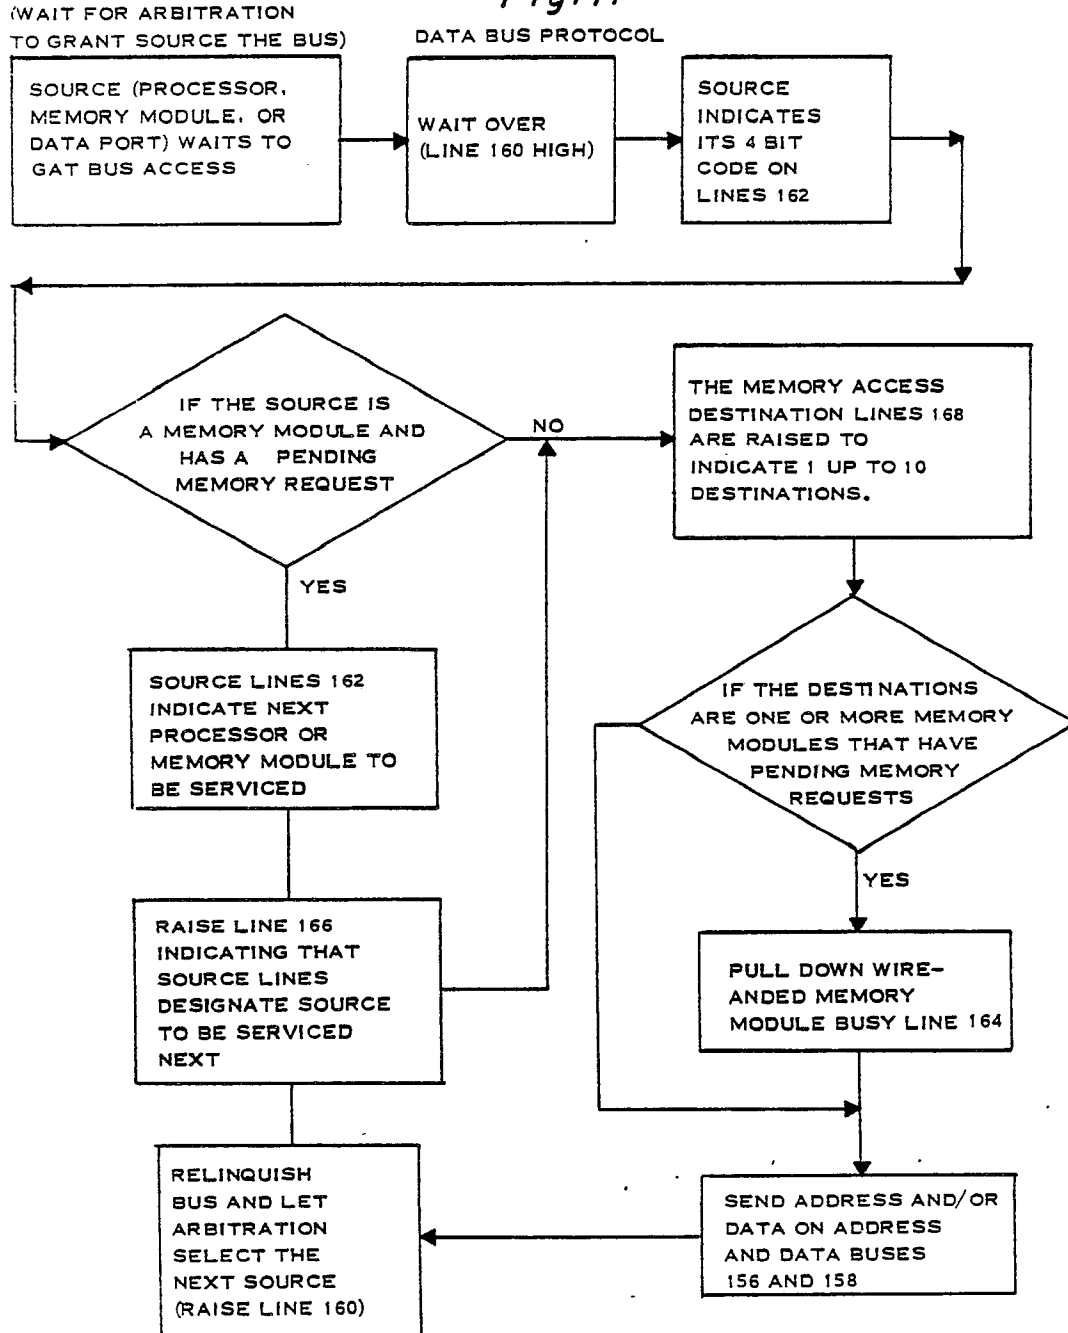 (WAIT FOR ARBITRATION
TO GRANT SOURCE THE BUS)
DATA BUS PROTOCOL
SOURCE (PROCESSOR,
MEMORY MODULE, OR
DATA PORT) WAITS TO
GAT BUS ACCESS
WAIT OVER
(LINE 160 HIGH)
SOURCE
INDICATES
ITS 4 BIT
CODE ON
LINES 162
IF THE SOURCE IS
A MEMORY MODULE AND
HAS A PENDING
MEMORY REQUEST
NO
YES
THE MEMORY ACCESS
DESTINATION LINES 168
ARE RAISED TO
INDICATE 1 UP TO 10
DESTINATIONS.
SOURCE LINES 162
INDICATE NEXT
PROCESSOR OR
MEMORY MODULE TO
BE SERVICED
IF THE DESTINATIONS
ARE ONE OR MORE MEMORY
MODULES THAT HAVE
PENDING MEMORY
REQUESTS
YES
RAISE LINE 166
INDICATING THAT
SOURCE LINES
DESIGNATE SOURCE
TO BE SERVICED
NEXT
PULL DOWN WIRE-
ANDED MEMORY
MODULE BUSY LINE 164
RELINQUISH
BUS AND LET
ARBITRATION
SELECT THE
NEXT SOURCE
(RAISE LINE 160)
SEND ADDRESS AND/OR
DATA ON ADDRESS
AND DATA BUSES
156 AND 158